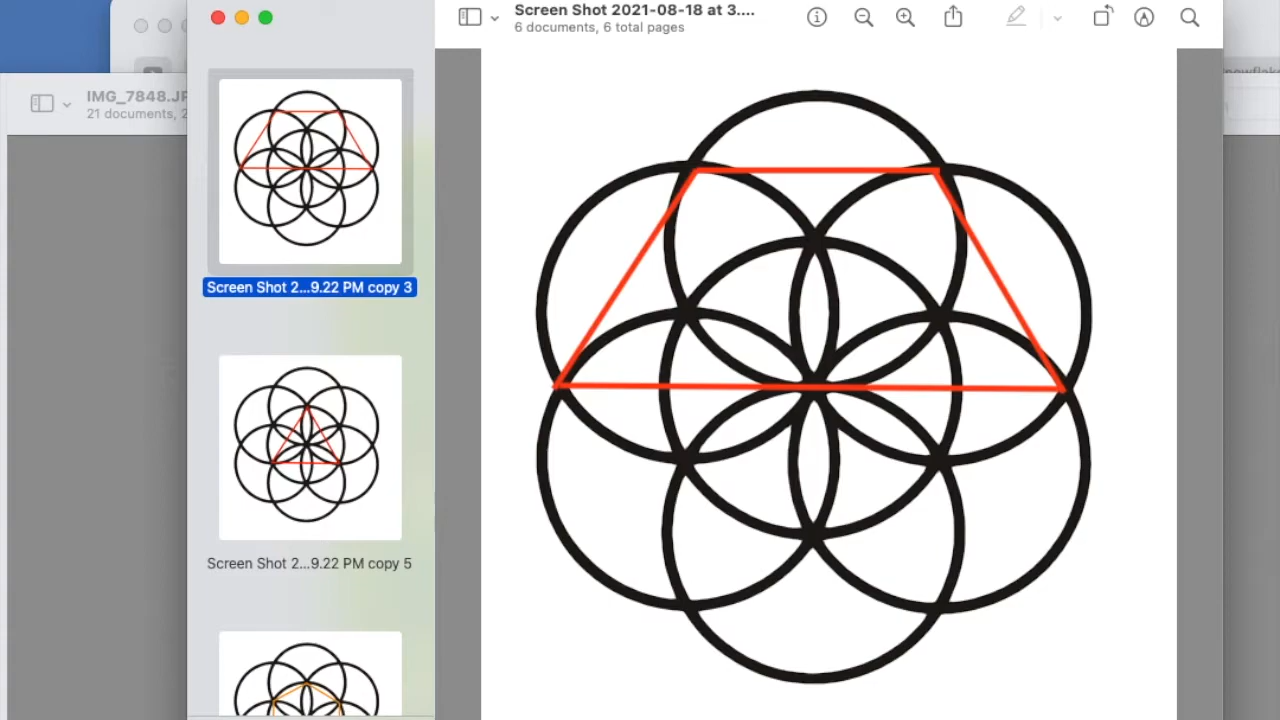 Screen Shot 2021-08-18 at 3....
6 documents, 6 total pages
IMG_7848.JP
21 documents, 2
Screen Shot 2...9.22 PM copy 3
Screen Shot 2...9.22 PM copy 5